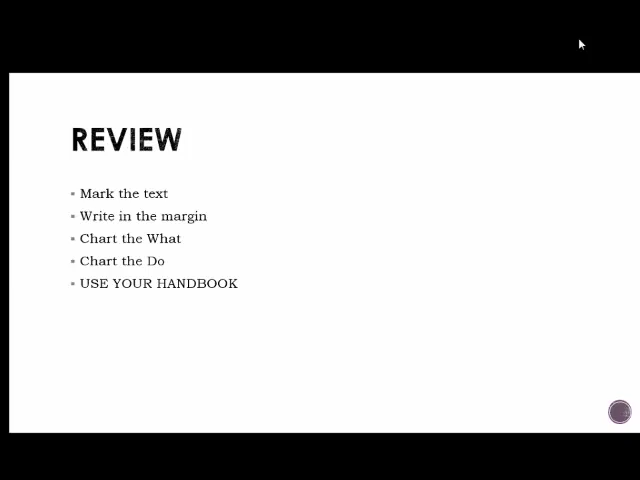 REVIEW
Mark the text
Write in the margin
Chart the What
Chart the Do
USE YOUR HANDBOOK